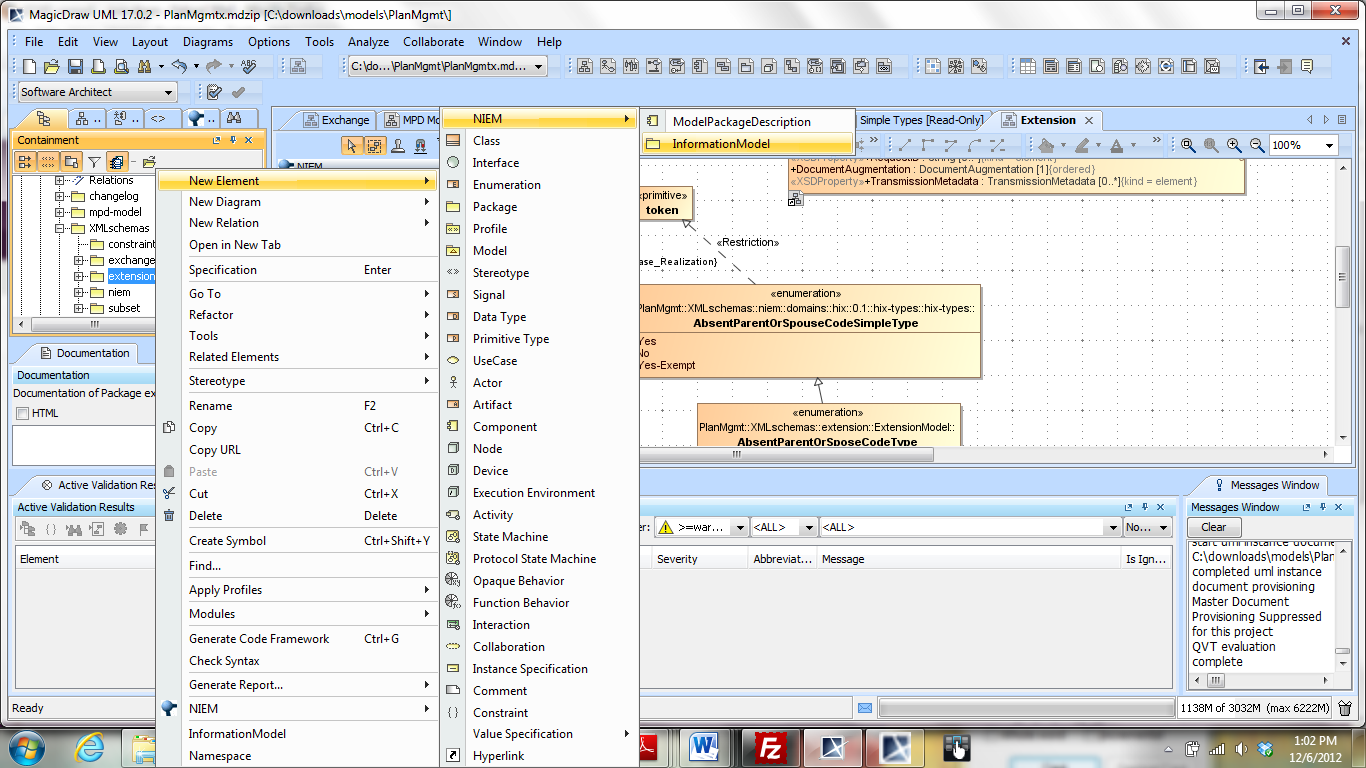 MagicDraw UML 17.0.2 - PlanMgmtx.mdzip [C:\downloads\models\PlanMgmt\]
File Edit View Layout Diagrams Options Tools Analyze Collaborate Window Help
C:\do...\PlanMgmt\PlanMgmtx.md...
Software Architect
100%
Containment
Relations
changelog
mpd-model
XMLschemas
constraint
exchange
extension
niem
subset
Documentation
Documentation
Documentation of Package ex
HTML
Active Validation Res
Active Validation Results
Element
Ready
New Element
New Diagram
New Relation
Open in New Tab
Specification Enter
Go To
Refactor
Tools
Related Elements
Stereotype
Rename F2
Copy Ctrl+C
Copy URL
Paste Ctrl+V
Cut Ctrl+X
Delete Delete
Create Symbol Ctrl+Shift+Y
Find...
Apply Profiles
Modules
Generate Code Framework Ctrl+G
Check Syntax
Generate Report...
NIEM
InformationModel
Namespace
NIEM
Class
Interface
Enumeration
Package
Profile
Model
Stereotype
Signal
Data Type
Primitive Type
UseCase
Actor
Artifact
Component
Node
Device
Execution Environment
Activity
State Machine
Protocol State Machine
Opaque Behavior
Function Behavior
Interaction
Collaboration
Instance Specification
Comment
Constraint
Value Specification
Hyperlink
ModelPackageDescription
InformationModel
Exchange
MPD Mo
Simple Types [Read-Only]
Extension
NIEM
+DocumentAugmentation : DocumentAugmentation [1]{ordered}
«XSDProperty»+TransmissionMetadata : TransmissionMetadata [0..*]{kind = element}
«primitive»
token
«Restriction»
ase_Realization}
«enumeration»
PlanMgmt::XMLschemas::niem::domains::hix::0.1::hix-types::hix-types::
AbsentParentOrSpouseCodeSimpleType
Yes
No
Yes-Exempt
«enumeration»
PlanMgmt::XMLschemas::extension::ExtensionModel::
AbsentParentOrSposeCodeType
er: >=war... <ALL> <ALL> No...
Severity Abbreviat... Message Is Ign...
Messages Window
Messages Window
Clear
start uml instance docum
C:\downloads\models\Plan
completed uml instance
document provisioning
Master Document
Provisioning Suppressed
for this project
QVT evaluation
complete
1138M of 3032M (max 6222M)
1:02 PM
12/6/2012